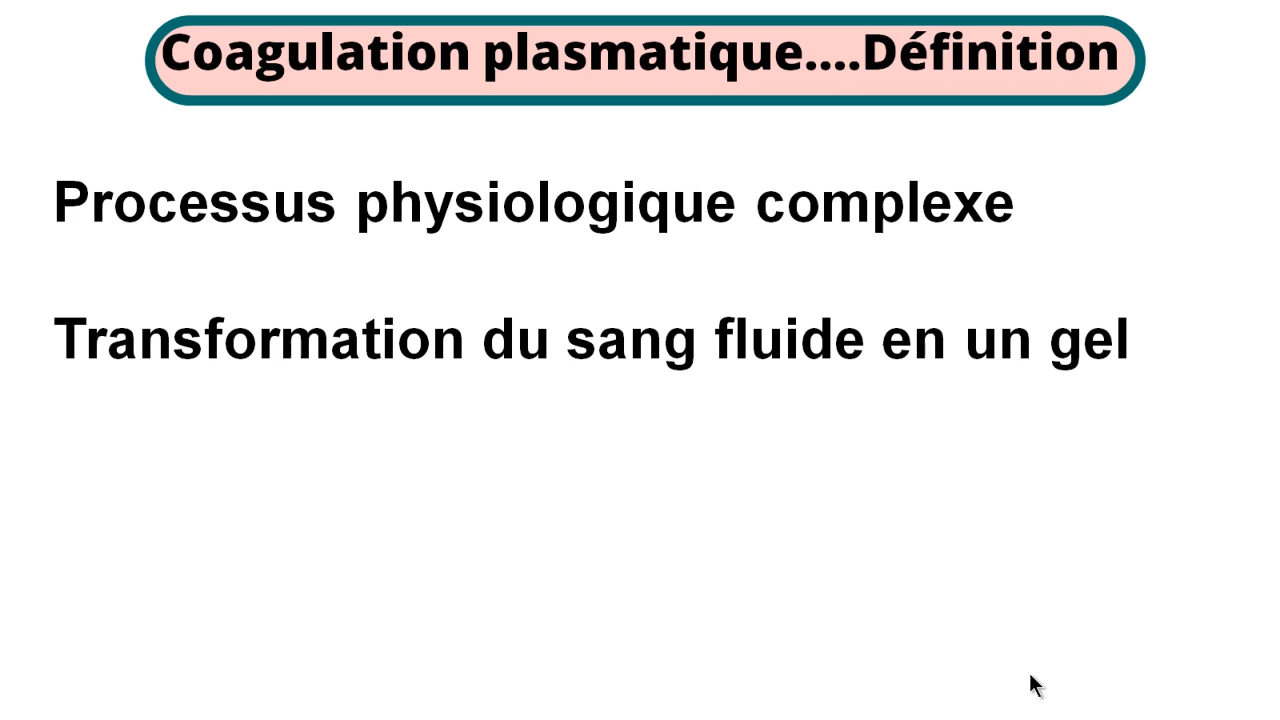 Coagulation plasmatique....Définition
Processus physiologique complexe
Transformation du sang fluide en un gel